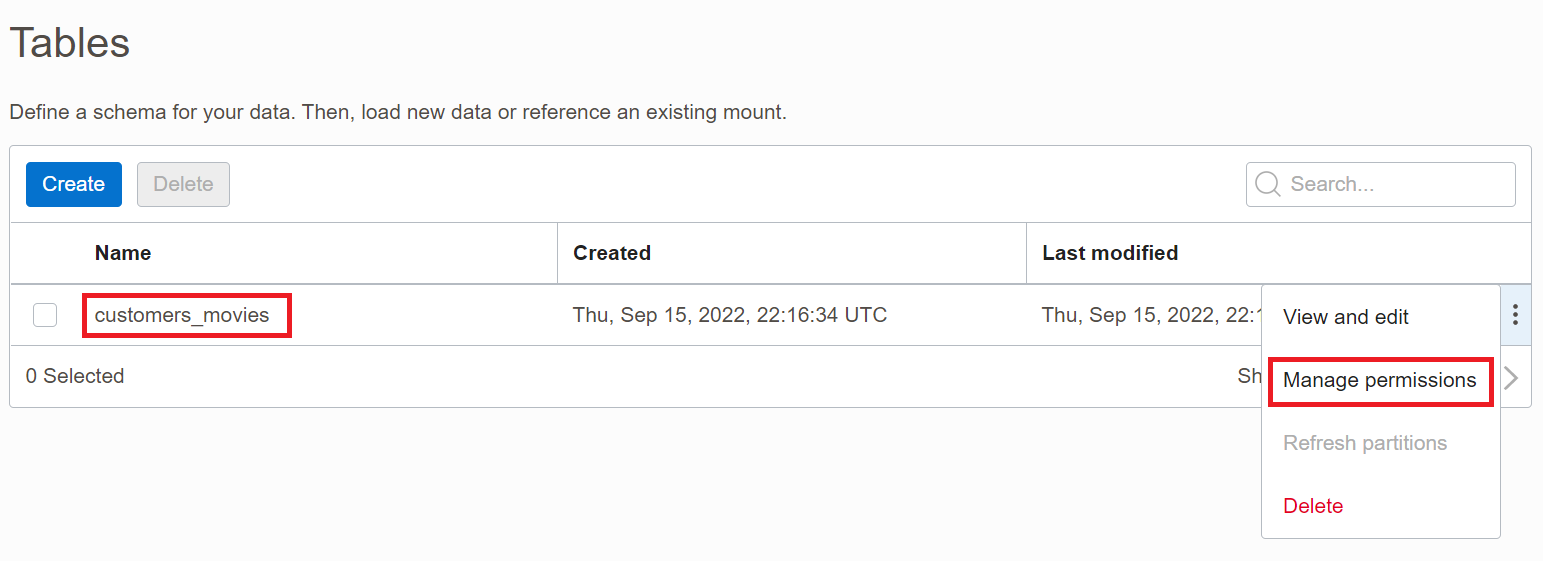 Tables
Define a schema for your data. Then, load new data or reference an existing mount.
Create Delete Search...
Name Created Last modified
customers_movies Thu, Sep 15, 2022, 22:16:34 UTC Thu, Sep 15, 2022, 22:1
View and edit
0 Selected Sh
Manage permissions
Refresh partitions
Delete